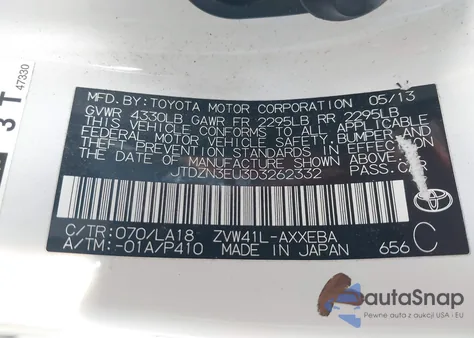 MFD. BY: TOYOTA MOTOR CORPORATION 05/13
GVWR 4330LB GAWR FR 2295LB RR 2295LB
THIS VEHICLE CONFORMS TO ALL APPLICABLE
FEDERAL MOTOR VEHICLE SAFETY, BUMPER, AND
THEFT PREVENTION STANDARDS IN EFFECT ON
THE DATE OF MANUFACTURE SHOWN ABOVE.
JTDZN3EU3D3262332 PASS.CAR
C/TR:070/LA18 ZVW41L-AXXEBA
A/TM:-01A/P410 MADE IN JAPAN 656 C
TOYOTA
3T
47330
autaSnap
Pewne auta z aukcji USA i EU